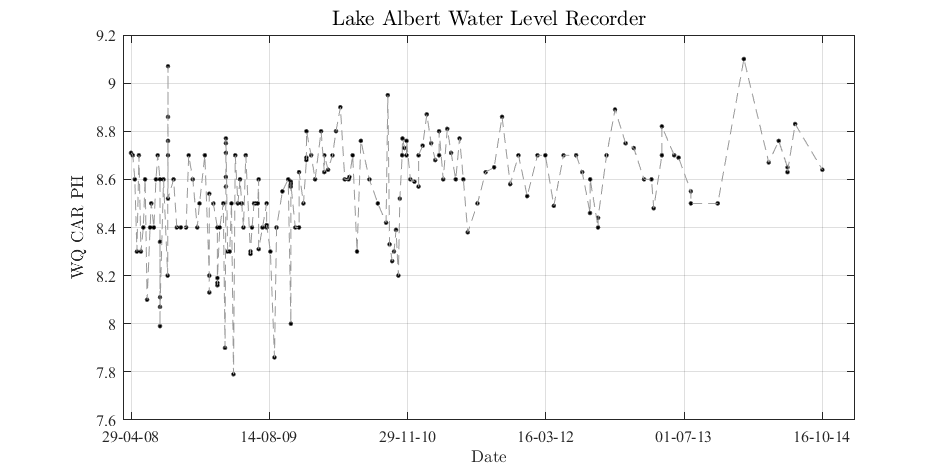 Lake Albert Water Level Recorder
9.2
9
8.8
8.6
8.4
8.2
8
7.8
7.6
WQ CAR PH
29-04-08 14-08-09 29-11-10 16-03-12 01-07-13 16-10-14
Date